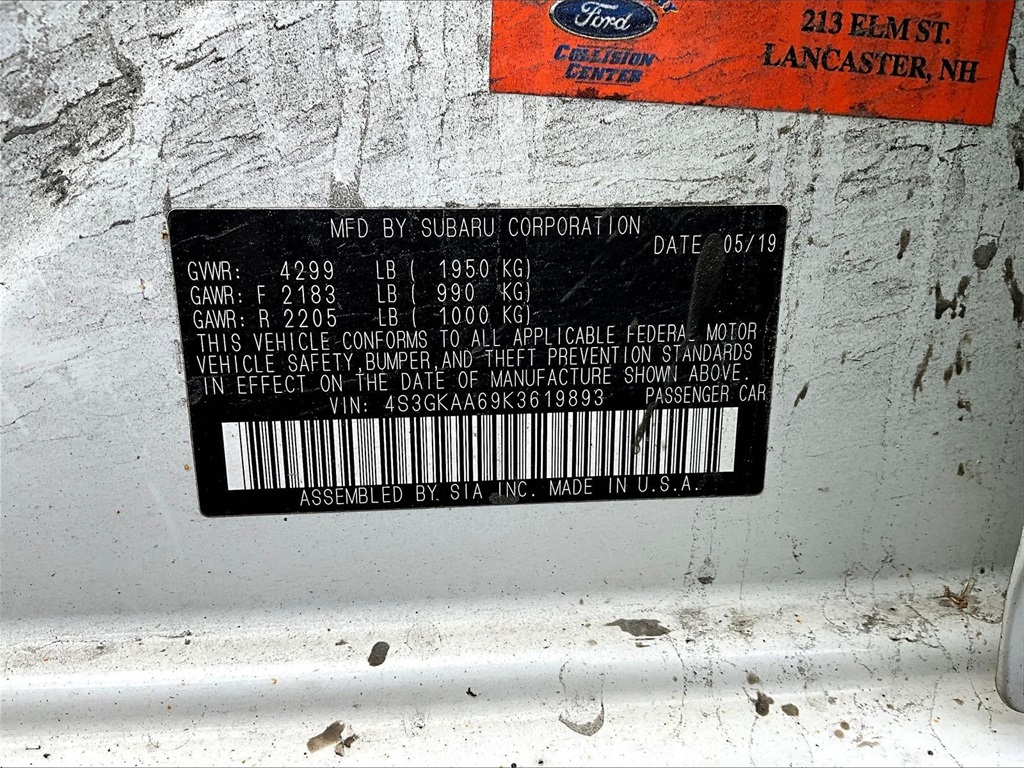 Ford
COLLISION
CENTER
213 ELM ST.
LANCASTER, NH
MFD BY SUBARU CORPORATION
DATE 05/19
GVWR: 4299 LB ( 1950 KG)
GAWR: F 2183 LB ( 990 KG)
GAWR: R 2205 LB ( 1000 KG)
THIS VEHICLE CONFORMS TO ALL APPLICABLE FEDERAL MOTOR
VEHICLE SAFETY, BUMPER, AND THEFT PREVENTION STANDARDS
IN EFFECT ON THE DATE OF MANUFACTURE SHOWN ABOVE.
VIN: 4S3GKAA69K3619893 PASSENGER CAR
ASSEMBLED BY SIA INC. MADE IN U.S.A.